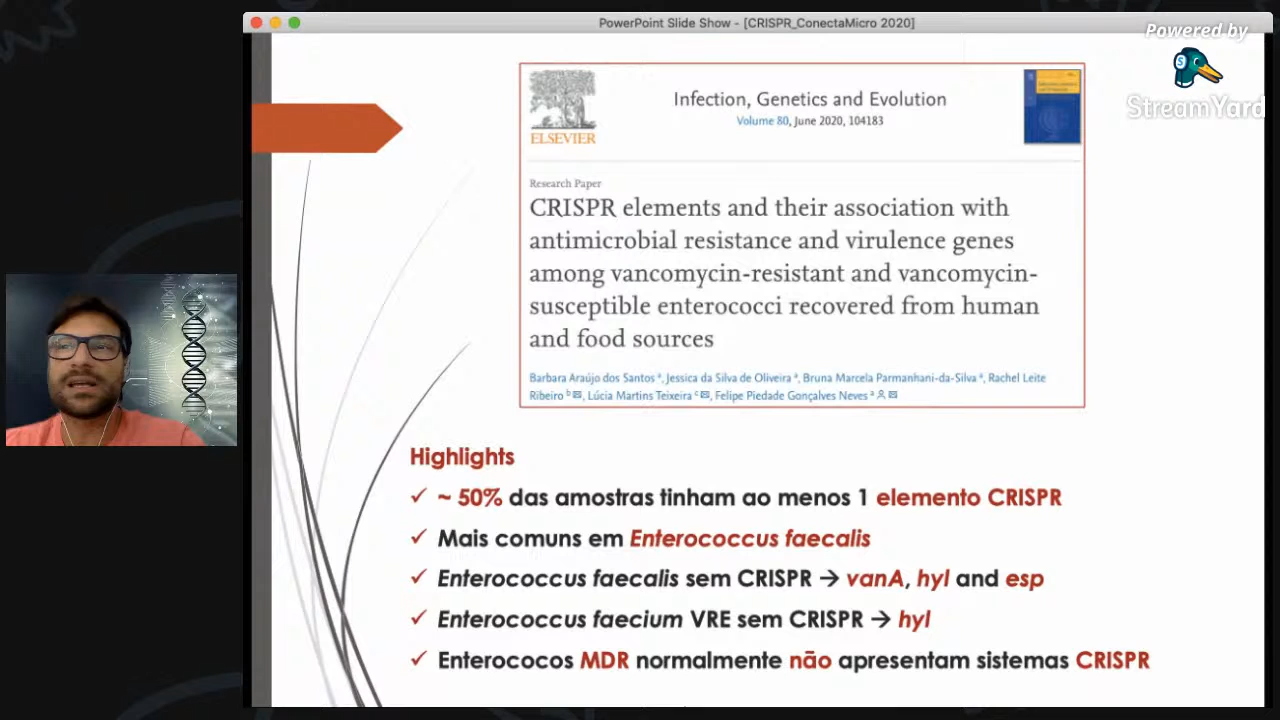 PowerPoint Slide Show - [CRISPR_ConectaMicro 2020]
Powered by
StreamYard
ELSEVIER
Infection, Genetics and Evolution
Volume 80, June 2020, 104183
Research Paper
CRISPR elements and their association with
antimicrobial resistance and virulence genes
among vancomycin-resistant and vancomycin-
susceptible enterococci recovered from human
and food sources
Barbara Araújo dos Santos a, Jessica da Silva de Oliveira a, Bruna Marcela Parmanhani-da-Silva a, Rachel Leite
Ribeiro b, Lúcia Martins Teixeira c, Felipe Piedade Gonçalves Neves a
Highlights
✓ ~ 50% das amostras tinham ao menos 1 elemento CRISPR
✓ Mais comuns em Enterococcus faecalis
✓ Enterococcus faecalis sem CRISPR → vanA, hyl and esp
✓ Enterococcus faecium VRE sem CRISPR → hyl
✓ Enterococos MDR normalmente não apresentam sistemas CRISPR